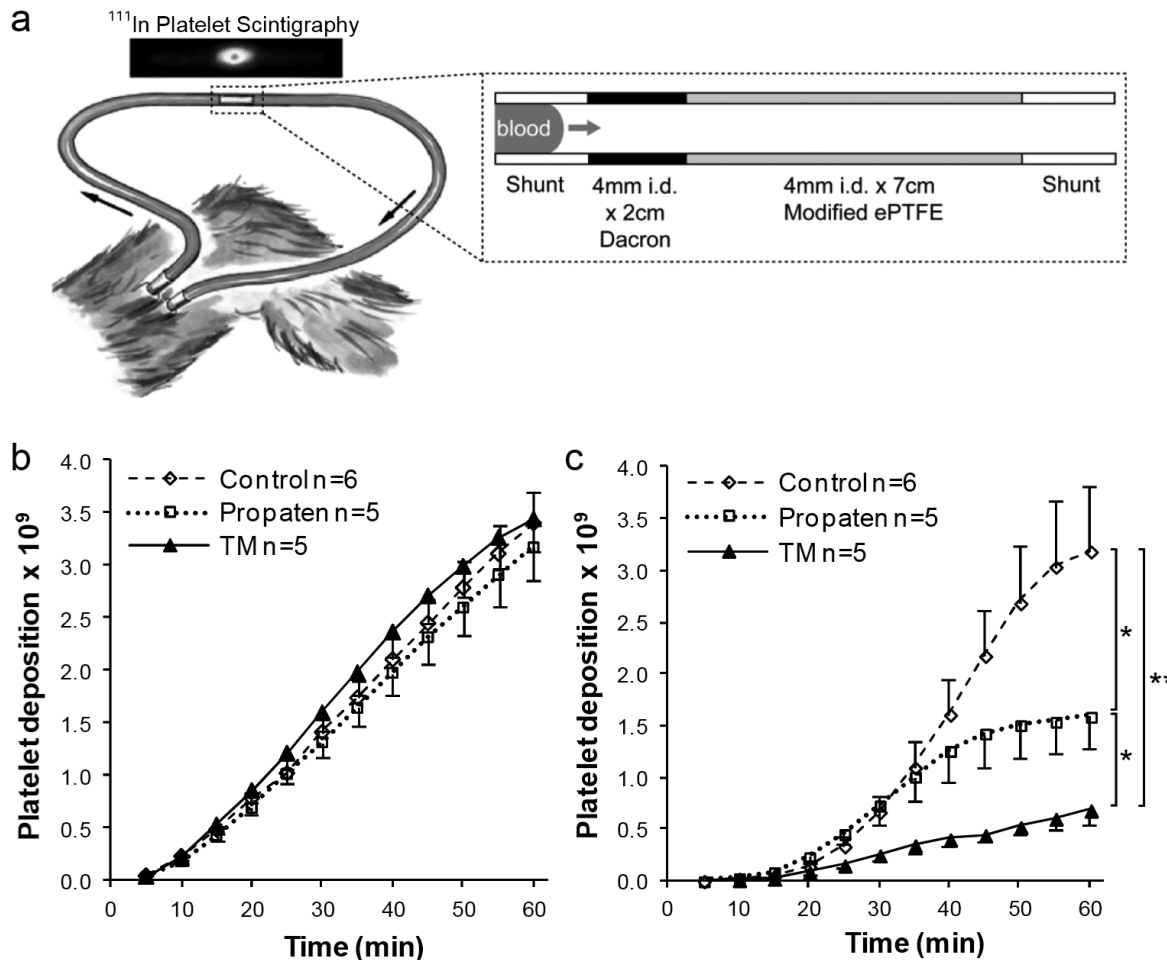 a
¹¹¹In Platelet Scintigraphy
blood
Shunt
4mm i.d.
x 2cm
Dacron
4mm i.d. x 7cm
Modified ePTFE
Shunt
b
Platelet deposition x 10⁹
4.0
3.5
3.0
2.5
2.0
1.5
1.0
0.5
0.0
Control n=6
Propaten n=5
TM n=5
0 10 20 30 40 50 60
Time (min)
c
Platelet deposition x 10⁹
4.0
3.5
3.0
2.5
2.0
1.5
1.0
0.5
0.0
Control n=6
Propaten n=5
TM n=5
*
*
**
0 10 20 30 40 50 60
Time (min)